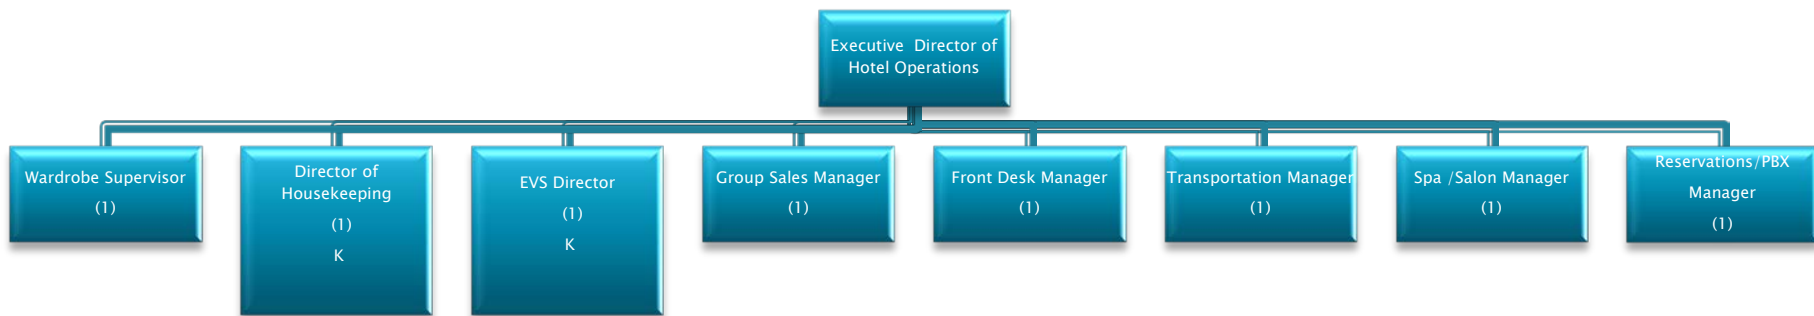 Executive Director of
Hotel Operations
Wardrobe Supervisor
(1)
Director of
Housekeeping
(1)
K
EVS Director
(1)
K
Group Sales Manager
(1)
Front Desk Manager
(1)
Transportation Manager
(1)
Spa /Salon Manager
(1)
Reservations/PBX
Manager
(1)